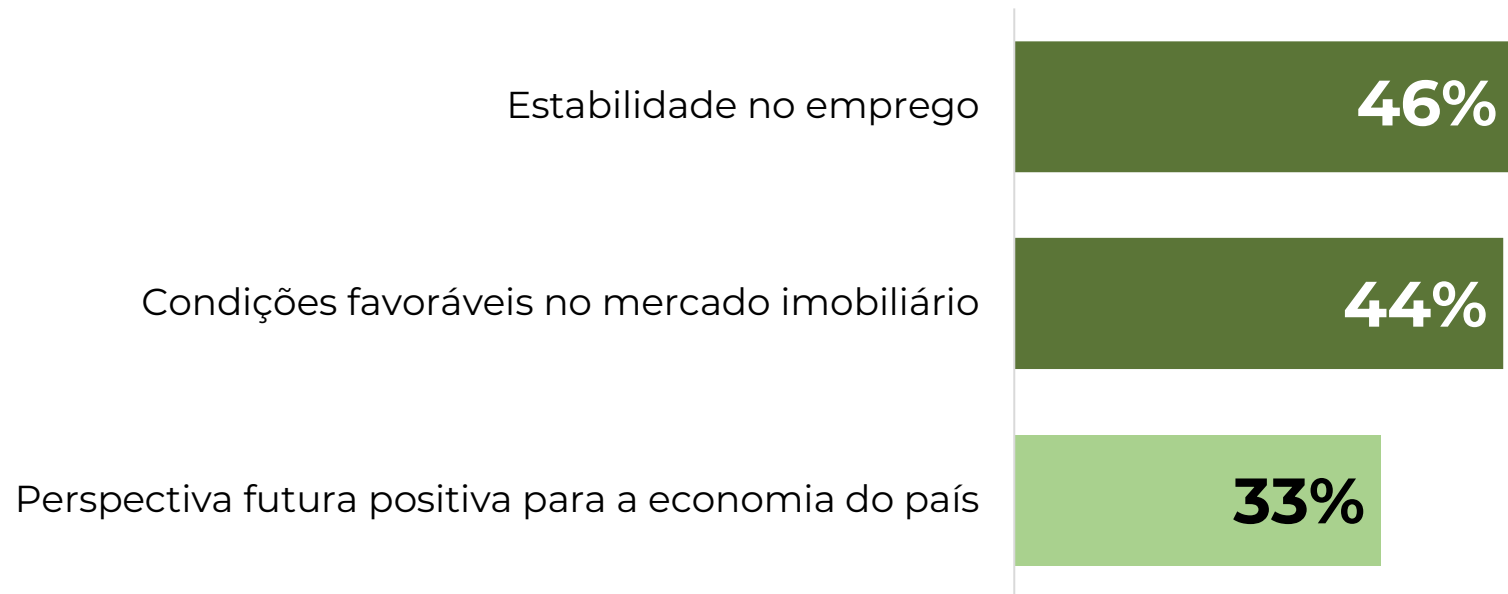 Estabilidade no emprego 46%
Condições favoráveis no mercado imobiliário 44%
Perspectiva futura positiva para a economia do país 33%